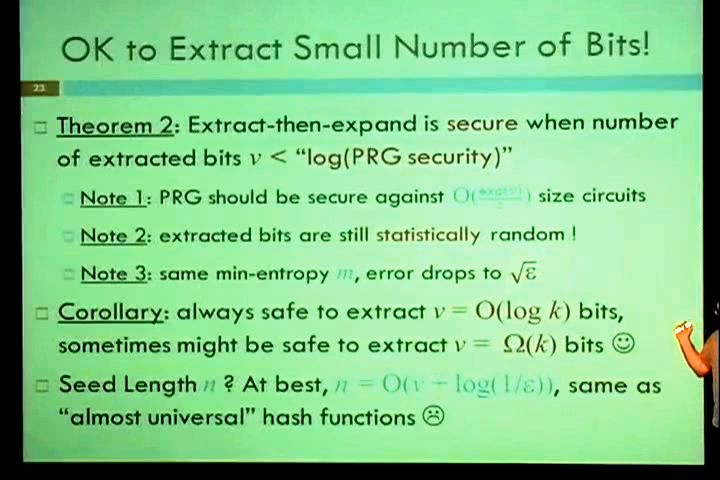 OK to Extract Small Number of Bits!
23
Theorem 2: Extract-then-expand is secure when number
of extracted bits v < "log(PRG security)"
Note 1: PRG should be secure against O(exp(v)/ε) size circuits
Note 2: extracted bits are still statistically random !
Note 3: same min-entropy m, error drops to √ε
Corollary: always safe to extract v = O(log k) bits,
sometimes might be safe to extract v = Ω(k) bits ☺
Seed Length n ? At best, n = O(v + log(1/ε)), same as
"almost universal" hash functions ☹